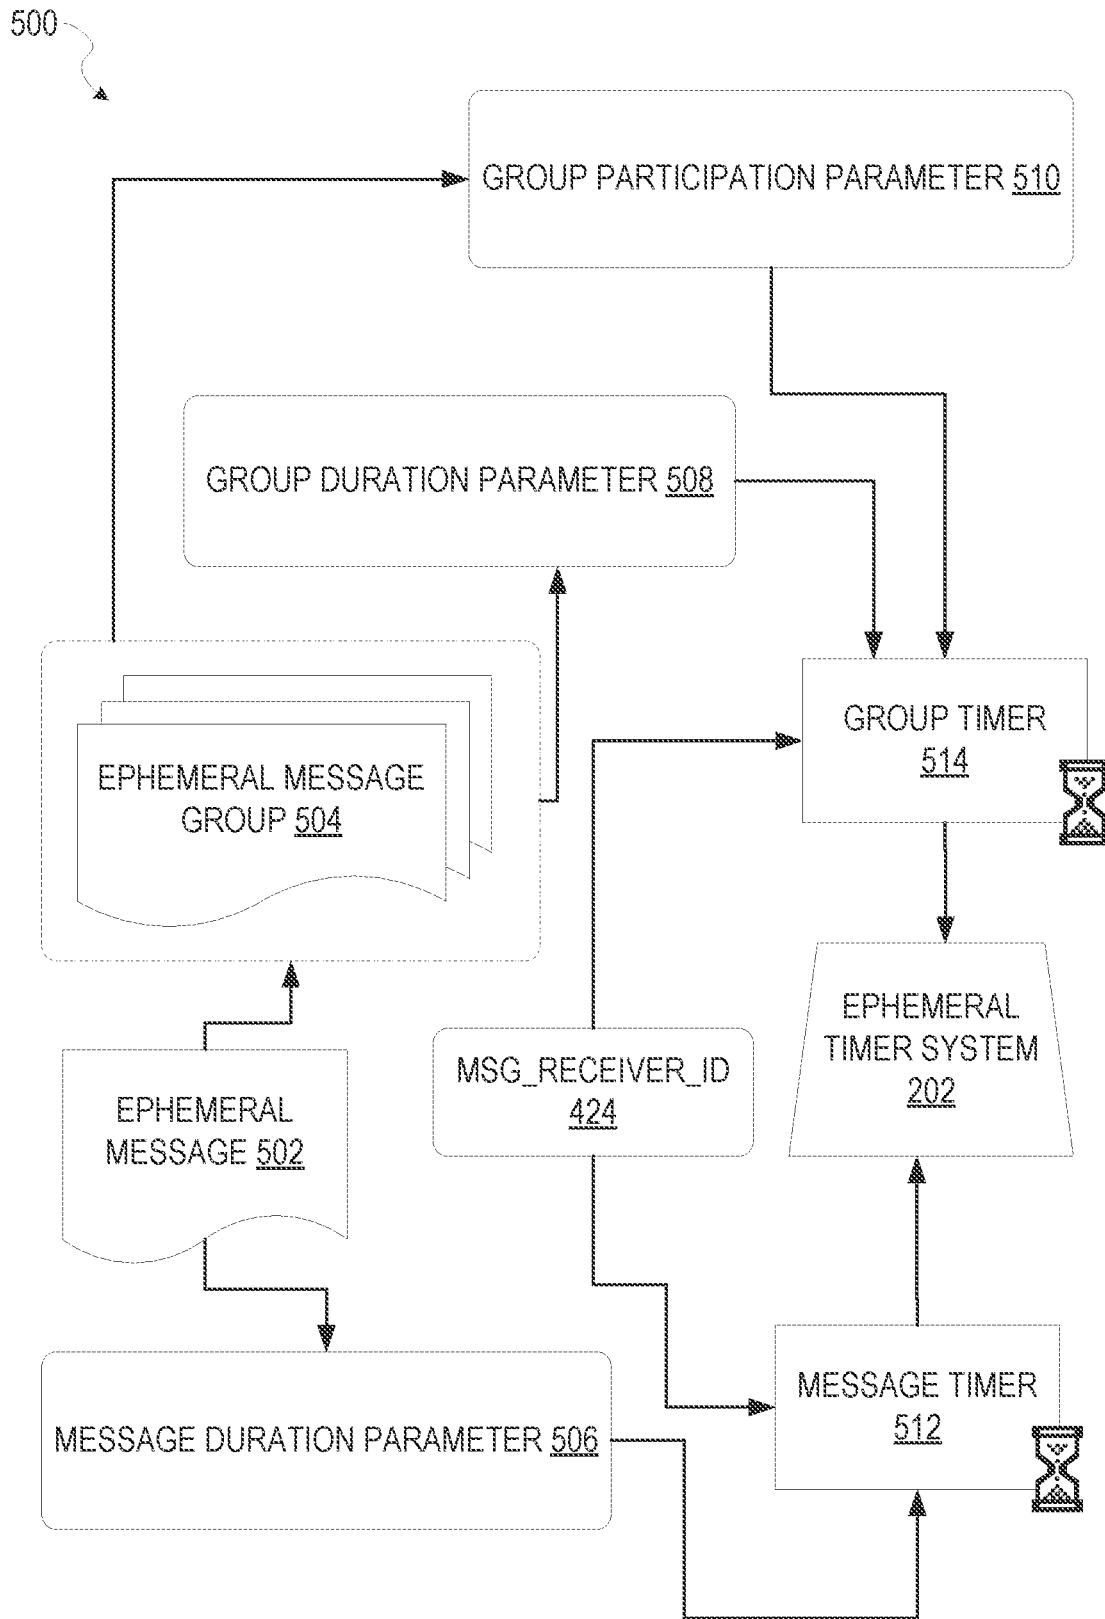 500
GROUP PARTICIPATION PARAMETER 510
GROUP DURATION PARAMETER 508
GROUP TIMER
514
EPHEMERAL MESSAGE
GROUP 504
EPHEMERAL
TIMER SYSTEM
202
MSG_RECEIVER_ID
424
EPHEMERAL
MESSAGE 502
MESSAGE TIMER
512
MESSAGE DURATION PARAMETER 506